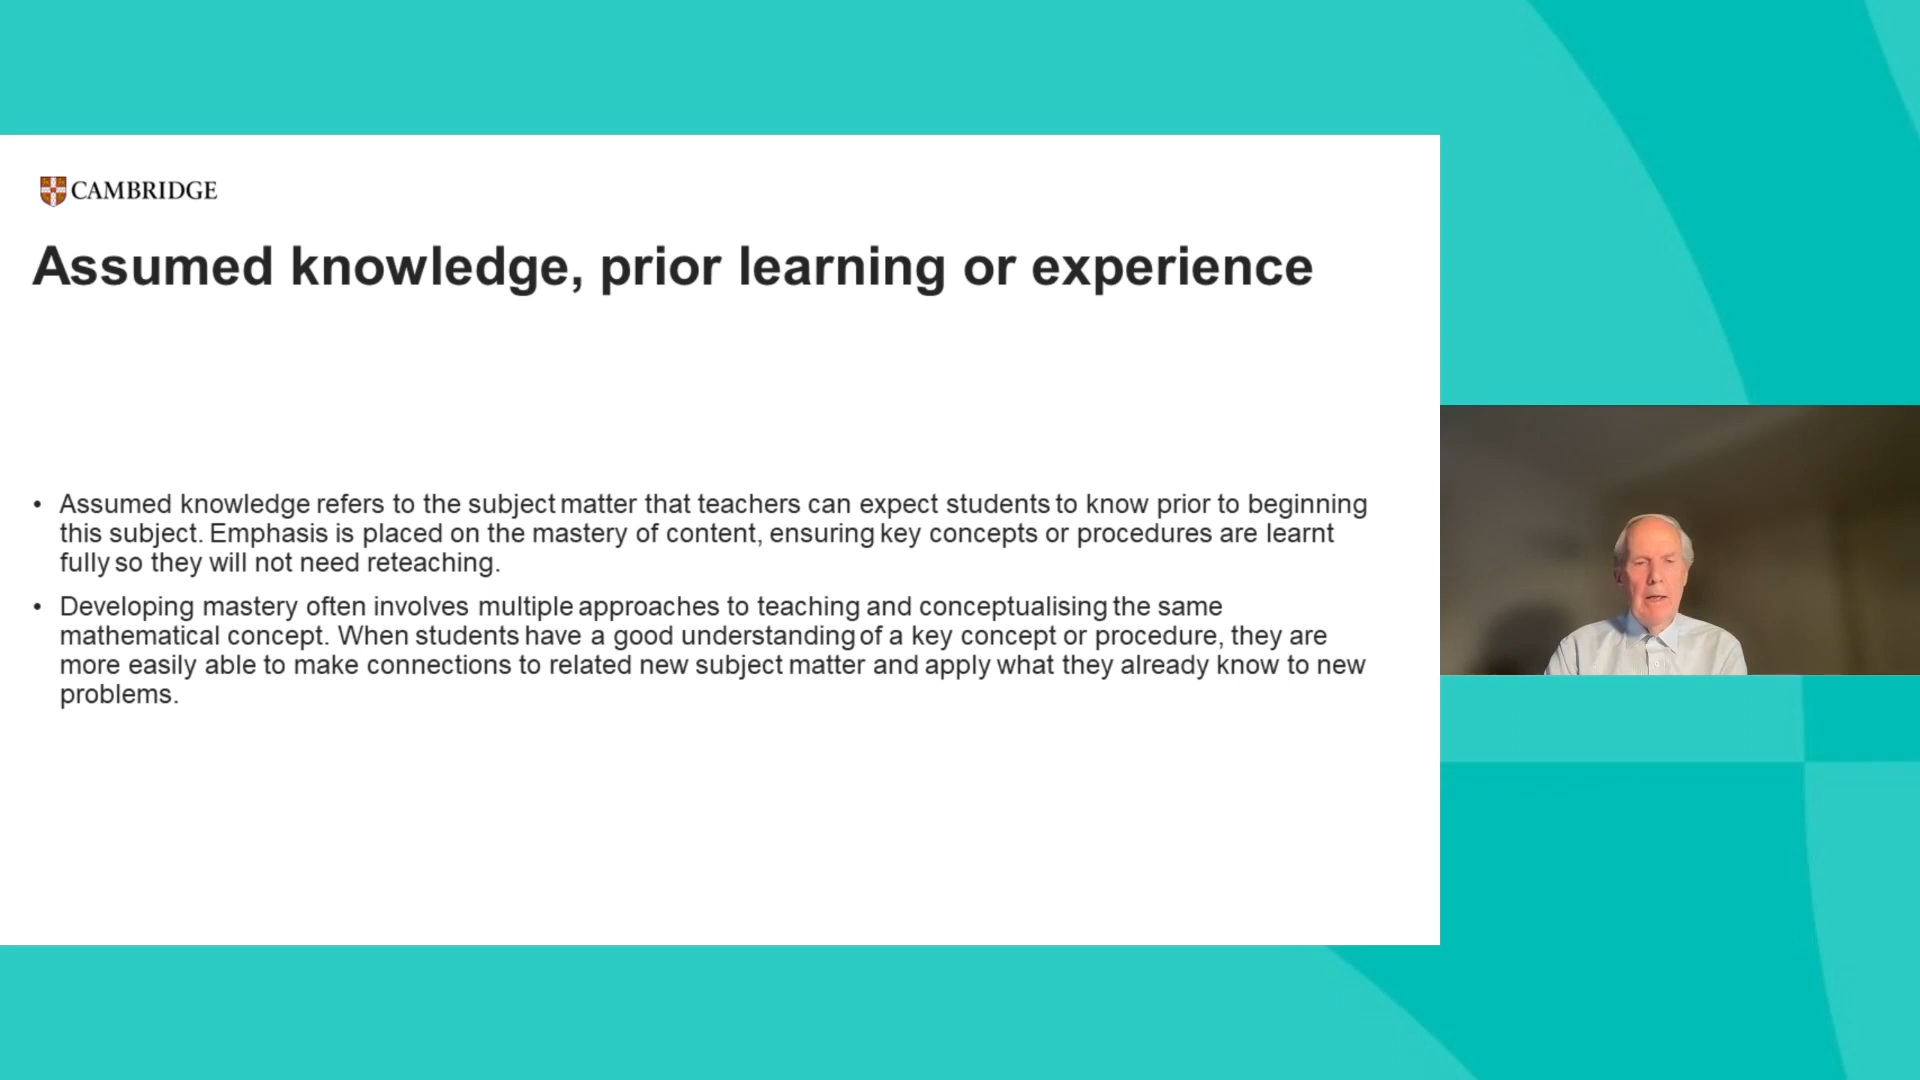 CAMBRIDGE
Assumed knowledge, prior learning or experience
• Assumed knowledge refers to the subject matter that teachers can expect students to know prior to beginning
this subject. Emphasis is placed on the mastery of content, ensuring key concepts or procedures are learnt
fully so they will not need reteaching.
• Developing mastery often involves multiple approaches to teaching and conceptualising the same
mathematical concept. When students have a good understanding of a key concept or procedure, they are
more easily able to make connections to related new subject matter and apply what they already know to new
problems.